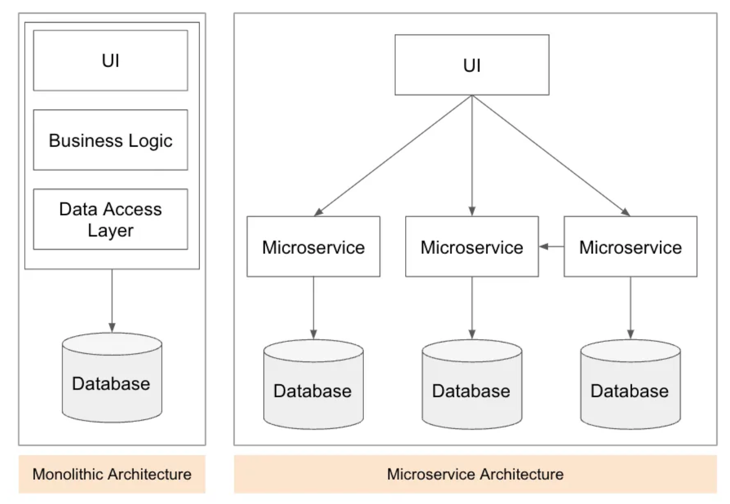 UI
Business Logic
Data Access
Layer
Database
Monolithic Architecture
UI
Microservice
Microservice
Microservice
Database
Database
Database
Microservice Architecture